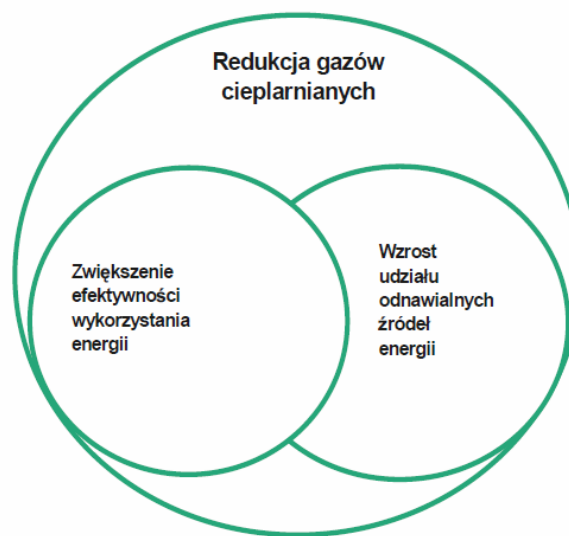 Redukcja gazów
cieplarnianych
Zwiększenie
efektywności
wykorzystania
energii
Wzrost
udziału
odnawialnych
źródeł
energii